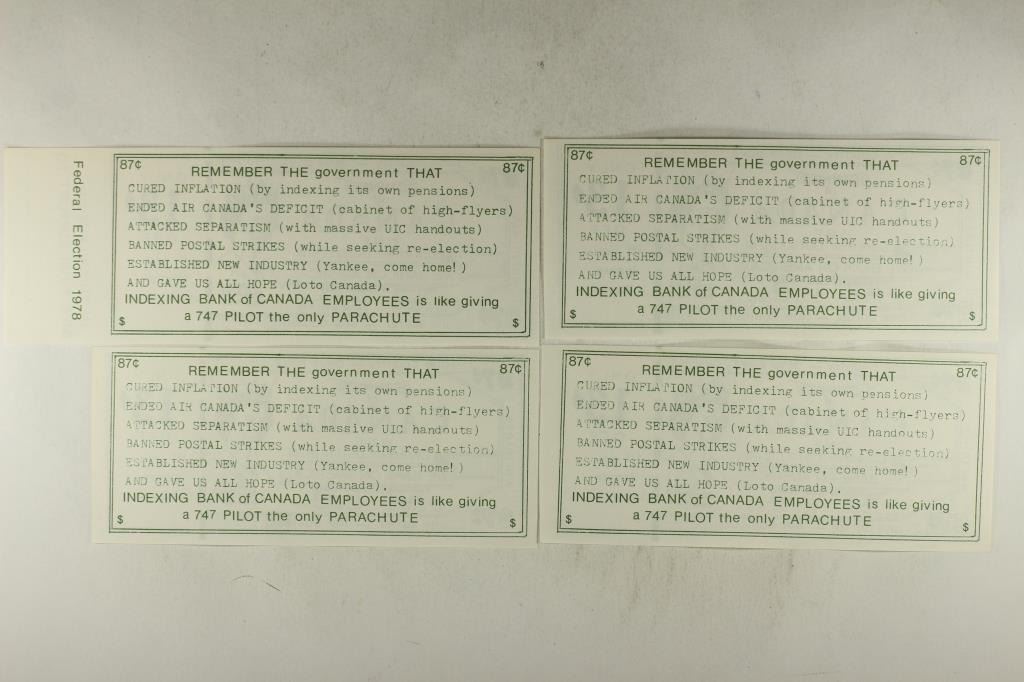 Federal Election 1978
87¢ 87¢
REMEMBER THE government THAT
CURED INFLATION (by indexing its own pensions)
ENDED AIR CANADA'S DEFICIT (cabinet of high-flyers)
ATTACKED SEPARATISM (with massive UIC handouts)
BANNED POSTAL STRIKES (while seeking re-election)
ESTABLISHED NEW INDUSTRY (Yankee, come home!)
AND GAVE US ALL HOPE (Loto Canada).
INDEXING BANK of CANADA EMPLOYEES is like giving
$ a 747 PILOT the only PARACHUTE $
87¢ 87¢
REMEMBER THE government THAT
CURED INFLATION (by indexing its own pensions)
ENDED AIR CANADA'S DEFICIT (cabinet of high-flyers)
ATTACKED SEPARATISM (with massive UIC handouts)
BANNED POSTAL STRIKES (while seeking re-election)
ESTABLISHED NEW INDUSTRY (Yankee, come home!)
AND GAVE US ALL HOPE (Loto Canada).
INDEXING BANK of CANADA EMPLOYEES is like giving
$ a 747 PILOT the only PARACHUTE $
87¢ 87¢
REMEMBER THE government THAT
CURED INFLATION (by indexing its own pensions)
ENDED AIR CANADA'S DEFICIT (cabinet of high-flyers)
ATTACKED SEPARATISM (with massive UIC handouts)
BANNED POSTAL STRIKES (while seeking re-election)
ESTABLISHED NEW INDUSTRY (Yankee, come home!)
AND GAVE US ALL HOPE (Loto Canada).
INDEXING BANK of CANADA EMPLOYEES is like giving
$ a 747 PILOT the only PARACHUTE $
87¢ 87¢
REMEMBER THE government THAT
CURED INFLATION (by indexing its own pensions)
ENDED AIR CANADA'S DEFICIT (cabinet of high-flyers)
ATTACKED SEPARATISM (with massive UIC handouts)
BANNED POSTAL STRIKES (while seeking re-election)
ESTABLISHED NEW INDUSTRY (Yankee, come home!)
AND GAVE US ALL HOPE (Loto Canada).
INDEXING BANK of CANADA EMPLOYEES is like giving
$ a 747 PILOT the only PARACHUTE $